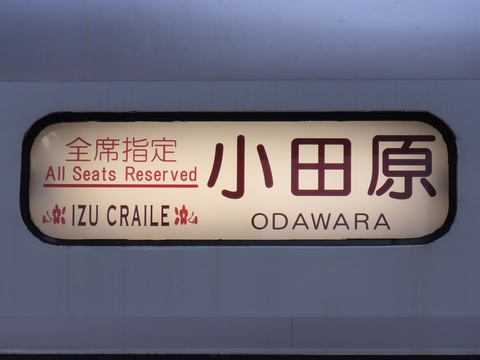 全席指定
All Seats Reserved
IZU CRAILE
小田原
ODAWARA